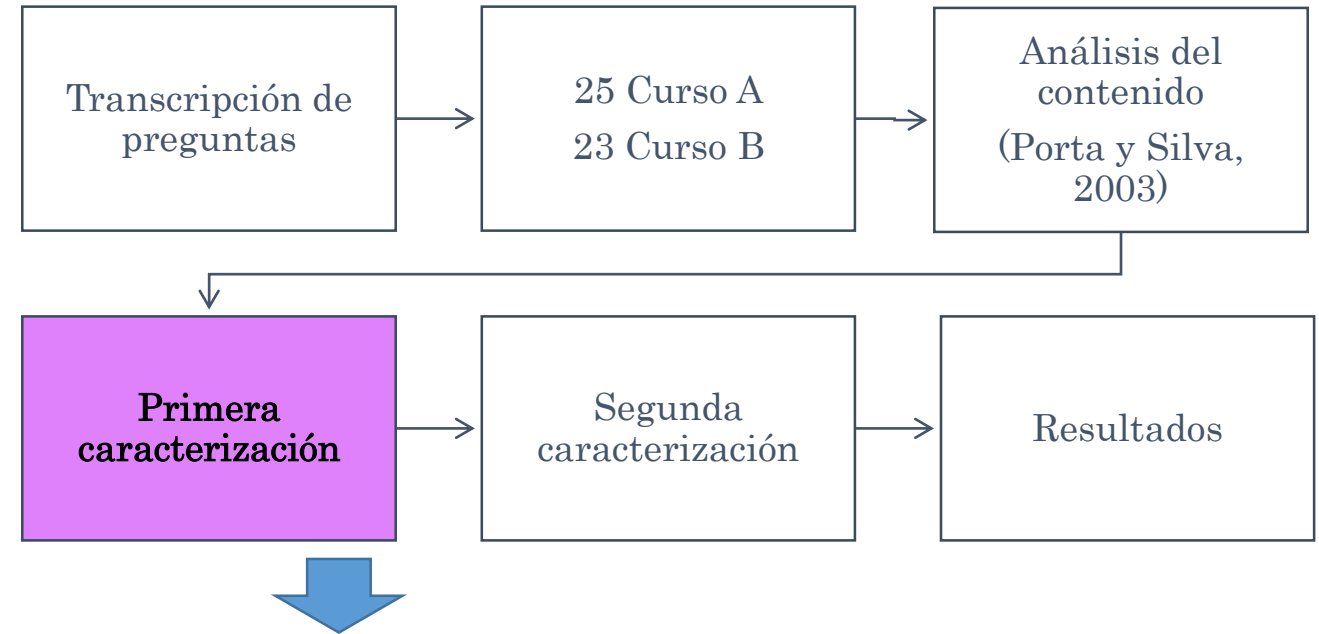 Transcripción de
preguntas
25 Curso A
23 Curso B
Análisis del
contenido
(Porta y Silva,
2003)
Primera
caracterización
Segunda
caracterización
Resultados